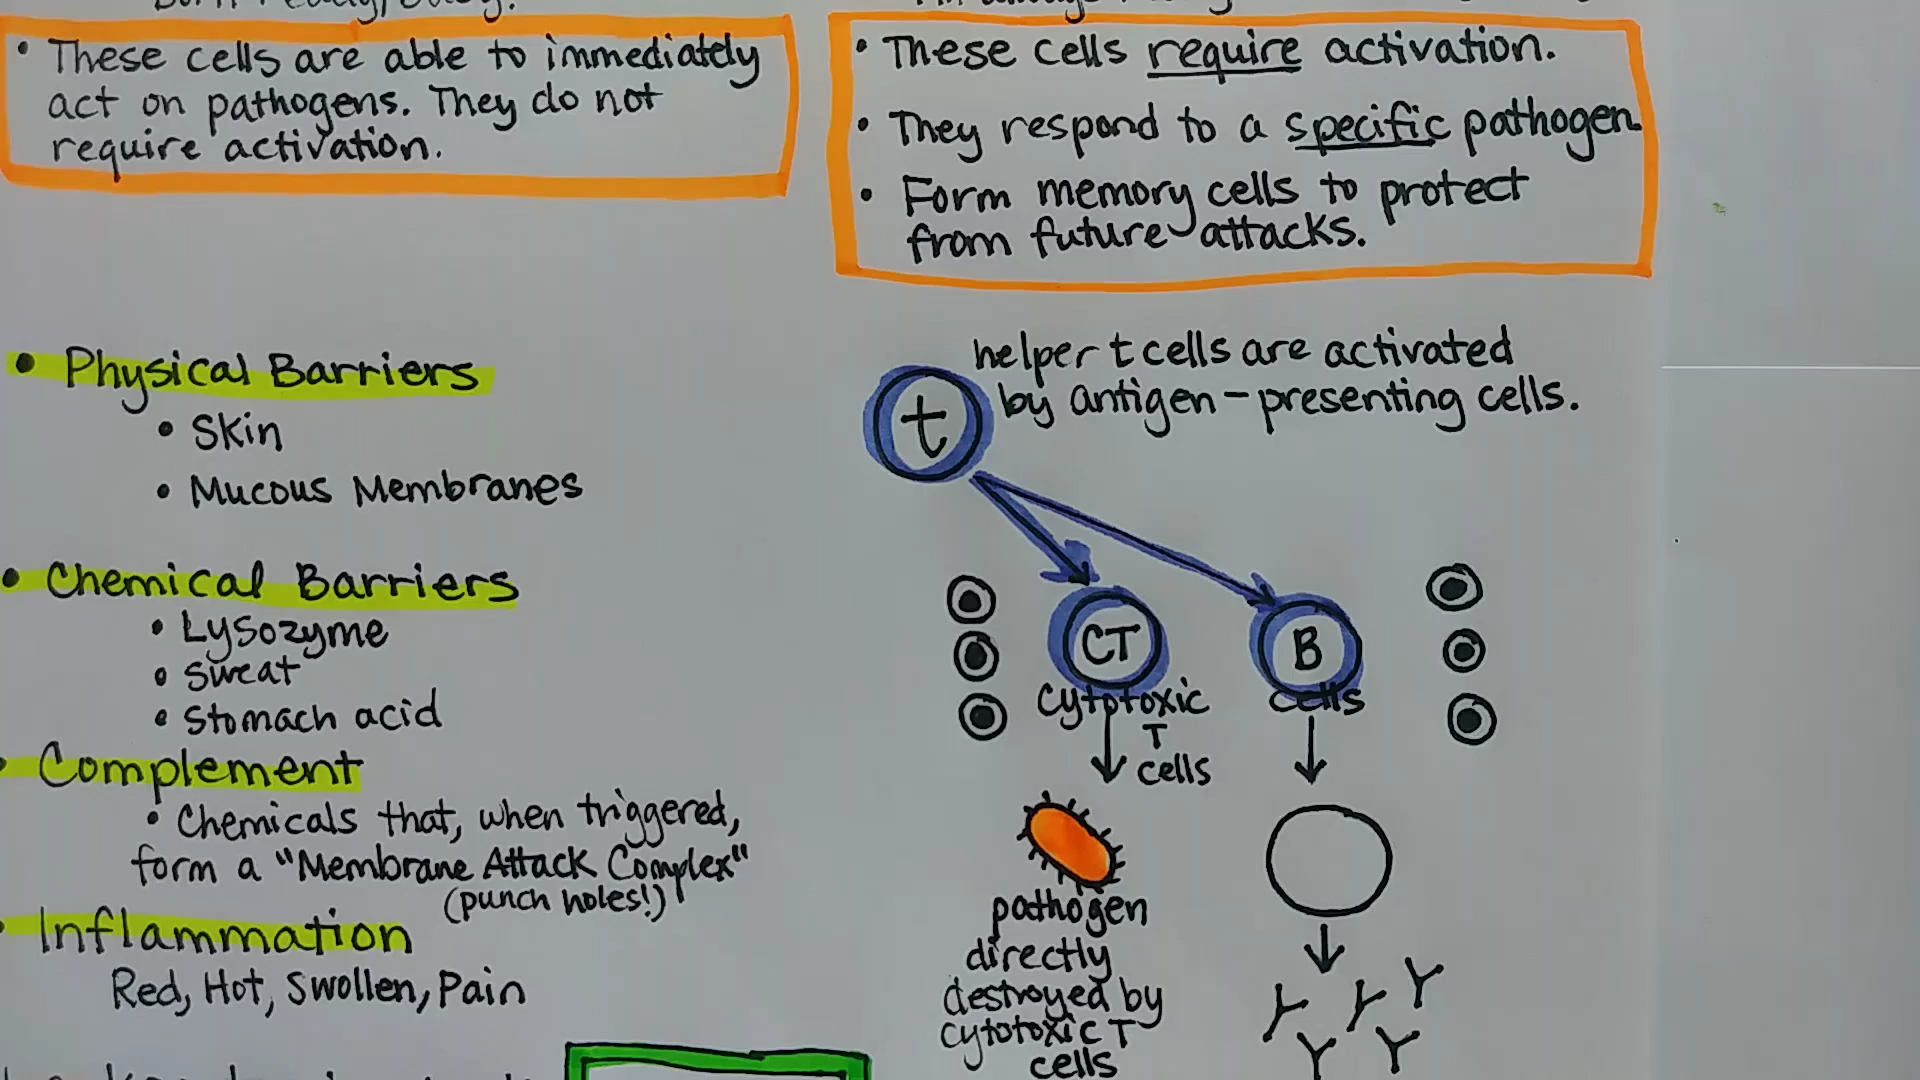 • These cells are able to immediately
act on pathogens. They do not
require activation.
• Physical Barriers
• Skin
• Mucous Membranes
• Chemical Barriers
• Lysozyme
• Sweat
• Stomach acid
Complement
• Chemicals that, when triggered,
form a "Membrane Attack Complex"
(punch holes!)
Inflammation
Red, Hot, Swollen, Pain
• These cells require activation.
• They respond to a specific pathogen.
• Form memory cells to protect
from future attacks.
helper t cells are activated
by antigen-presenting cells.
t
CT
B
Cytotoxic
T
cells
cells
pathogen
directly
destroyed by
cytotoxic T
cells